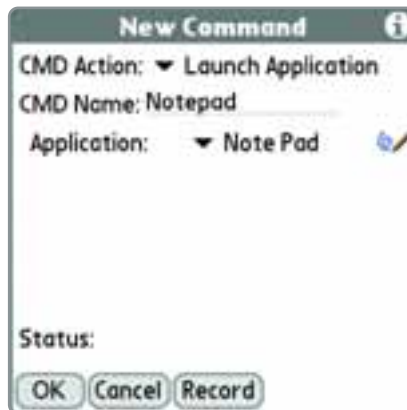 New Command
CMD Action: Launch Application
CMD Name: Notepad
Application: Note Pad
Status:
OK Cancel Record